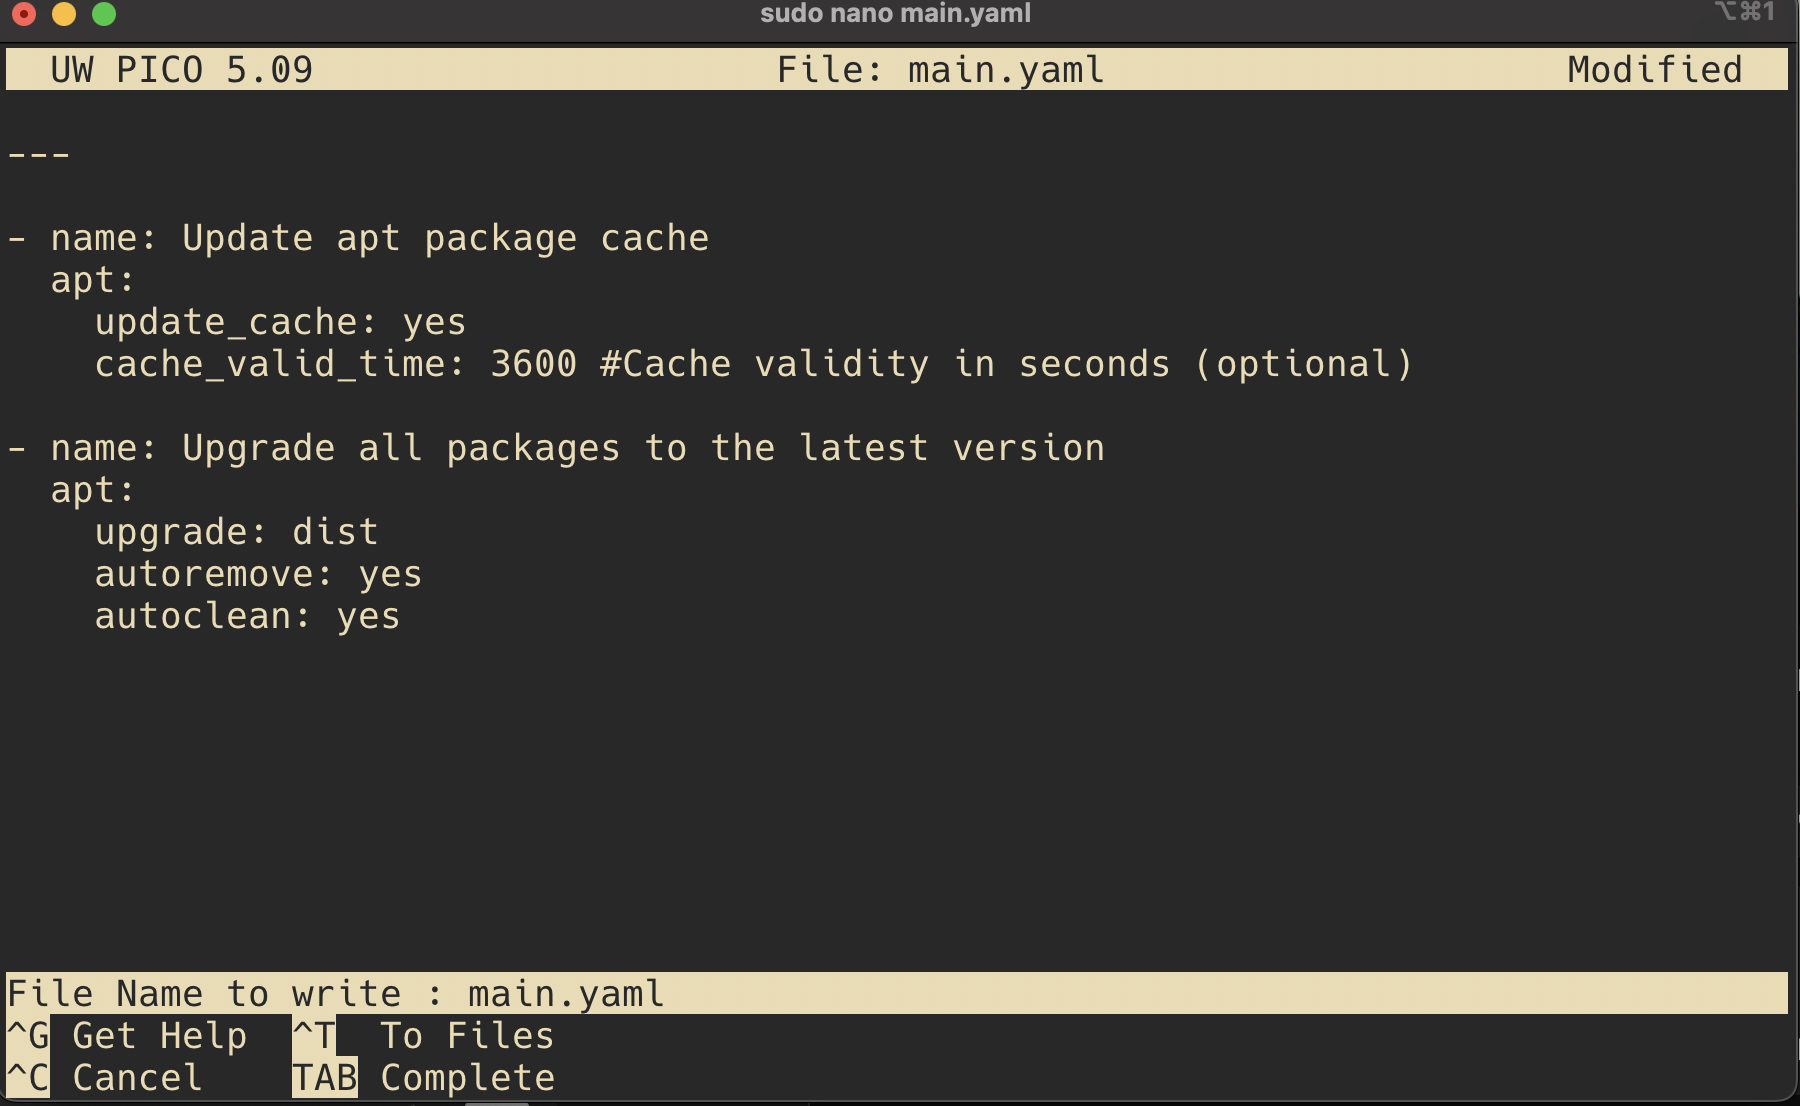 sudo nano main.yaml
⌥⌘1
UW PICO 5.09 File: main.yaml Modified
---
- name: Update apt package cache
  apt:
    update_cache: yes
    cache_valid_time: 3600 #Cache validity in seconds (optional)
- name: Upgrade all packages to the latest version
  apt:
    upgrade: dist
    autoremove: yes
    autoclean: yes
File Name to write : main.yaml
^G Get Help ^T To Files
^C Cancel TAB Complete